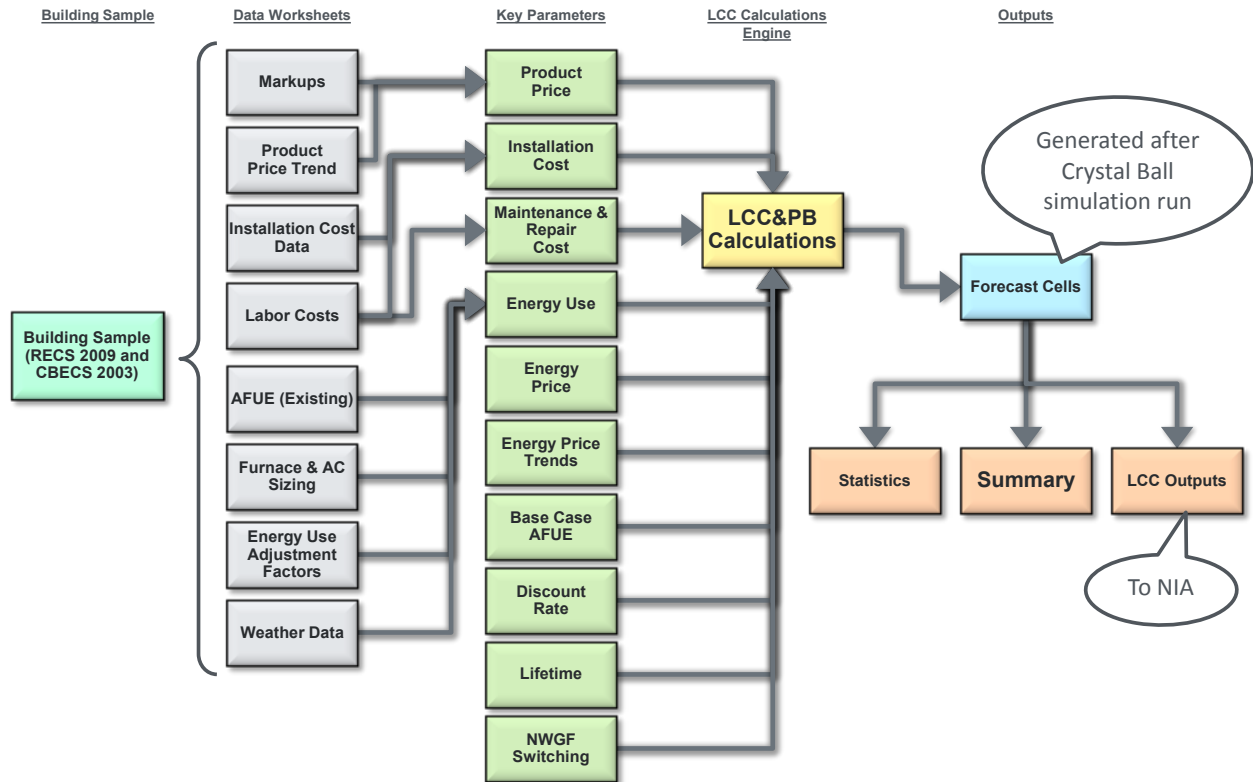 Building Sample
Data Worksheets
Key Parameters
LCC Calculations
Engine
Outputs
Building Sample
(RECS 2009 and
CBECS 2003)
Markups
Product
Price Trend
Installation Cost
Data
Labor Costs
AFUE (Existing)
Furnace & AC
Sizing
Energy Use
Adjustment
Factors
Weather Data
Product
Price
Installation
Cost
Maintenance &
Repair
Cost
Energy Use
Energy
Price
Energy Price
Trends
Base Case
AFUE
Discount
Rate
Lifetime
NWGF
Switching
LCC&PB
Calculations
Generated after
Crystal Ball
simulation run
Forecast Cells
Statistics
Summary
LCC Outputs
To NIA